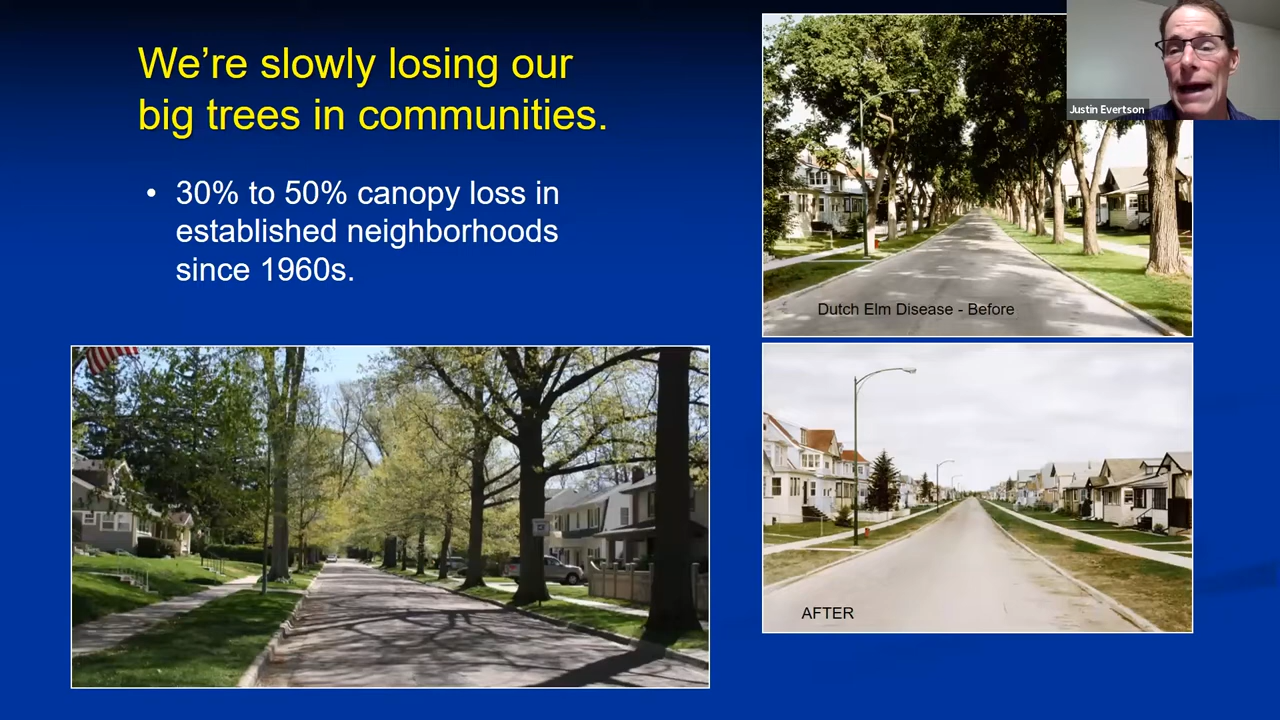 We’re slowly losing our
big trees in communities.
• 30% to 50% canopy loss in
established neighborhoods
since 1960s.
Justin Evertson
Dutch Elm Disease - Before
AFTER